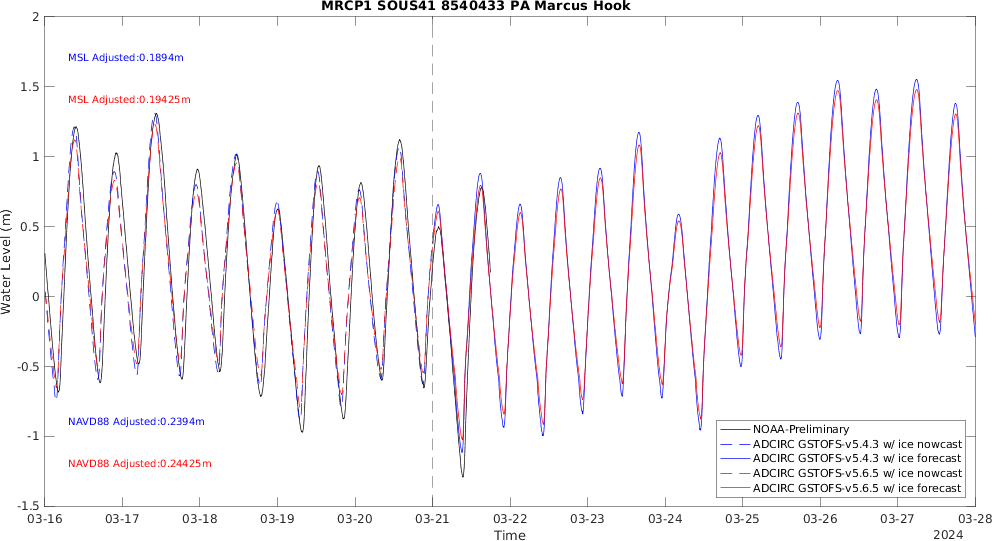 MRCP1 SOUS41 8540433 PA Marcus Hook
2
1.5
1
0.5
0
-0.5
-1
-1.5
Water Level (m)
MSL Adjusted:0.1894m
MSL Adjusted:0.19425m
NAVD88 Adjusted:0.2394m
NAVD88 Adjusted:0.24425m
NOAA-Preliminary
ADCIRC GSTOFS-v5.4.3 w/ ice nowcast
ADCIRC GSTOFS-v5.4.3 w/ ice forecast
ADCIRC GSTOFS-v5.6.5 w/ ice nowcast
ADCIRC GSTOFS-v5.6.5 w/ ice forecast
03-16 03-17 03-18 03-19 03-20 03-21 03-22 03-23 03-24 03-25 03-26 03-27 03-28
Time
2024